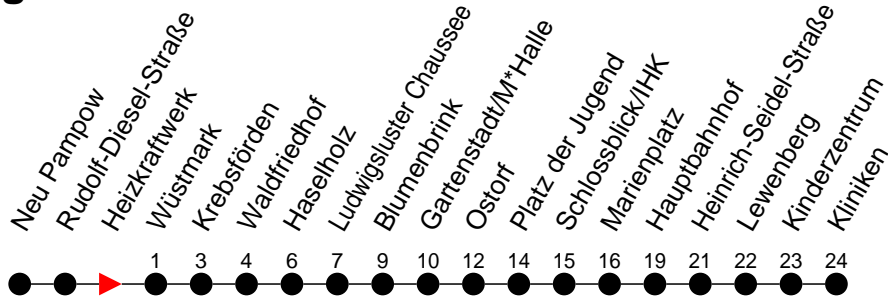 Neu Pampow
Rudolf-Diesel-Straße
Heizkraftwerk
Wüstmark
Krebsförden
Waldfriedhof
Haselholz
Ludwigsluster Chaussee
Blumenbrink
Gartenstadt/M*Halle
Ostorf
Platz der Jugend
Schlossblick/IHK
Marienplatz
Hauptbahnhof
Heinrich-Seidel-Straße
Lewenberg
Kinderzentrum
Kliniken
1 3 4 6 7 9 10 12 14 15 16 19 21 22 23 24